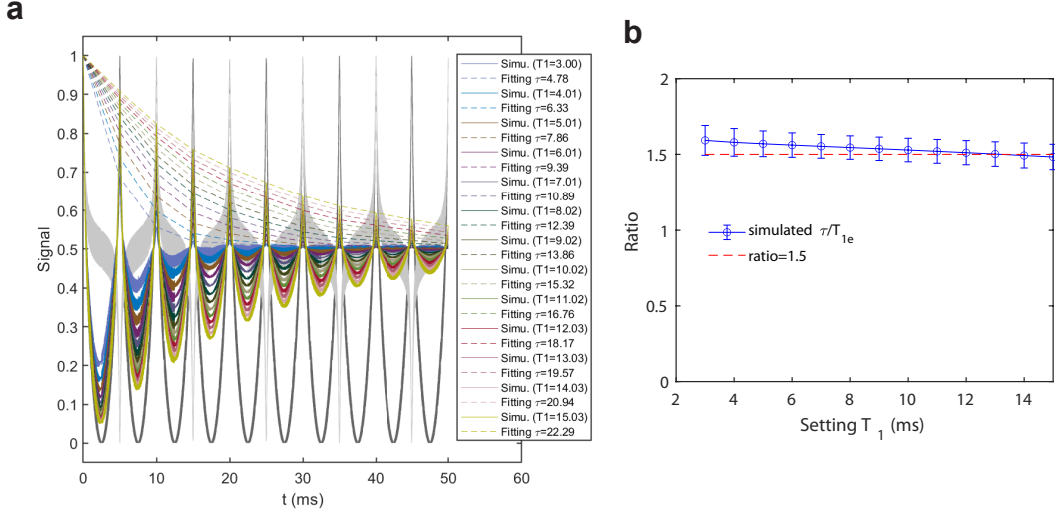 a
Signal
1
0.9
0.8
0.7
0.6
0.5
0.4
0.3
0.2
0.1
0
0
10
20
30
40
50
60
t (ms)
Simu. (T1=3.00)
Fitting τ=4.78
Simu. (T1=4.01)
Fitting τ=6.33
Simu. (T1=5.01)
Fitting τ=7.86
Simu. (T1=6.01)
Fitting τ=9.39
Simu. (T1=7.01)
Fitting τ=10.89
Simu. (T1=8.02)
Fitting τ=12.39
Simu. (T1=9.02)
Fitting τ=13.86
Simu. (T1=10.02)
Fitting τ=15.32
Simu. (T1=11.02)
Fitting τ=16.76
Simu. (T1=12.03)
Fitting τ=18.17
Simu. (T1=13.03)
Fitting τ=19.57
Simu. (T1=14.03)
Fitting τ=20.94
Simu. (T1=15.03)
Fitting τ=22.29
b
Ratio
2
1.5
1
0.5
0
simulated τ/T1e
ratio=1.5
2
4
6
8
10
12
14
Setting T 1 (ms)